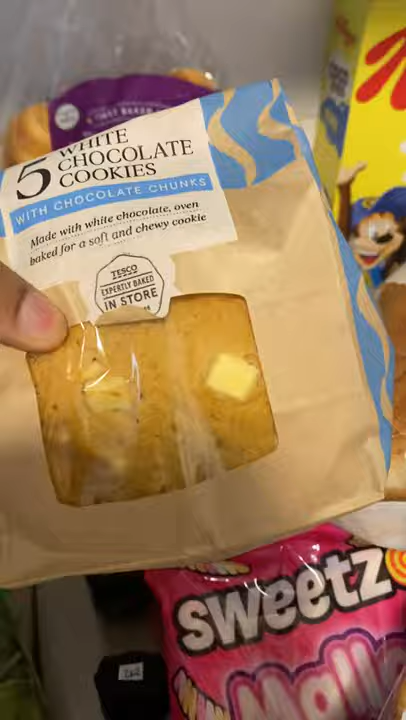 5 WHITE
CHOCOLATE
COOKIES
WITH CHOCOLATE CHUNKS
Made with white chocolate, oven
baked for a soft and chewy cookie
TESCO
EXPERTLY BAKED
IN STORE
sweetz
Mall